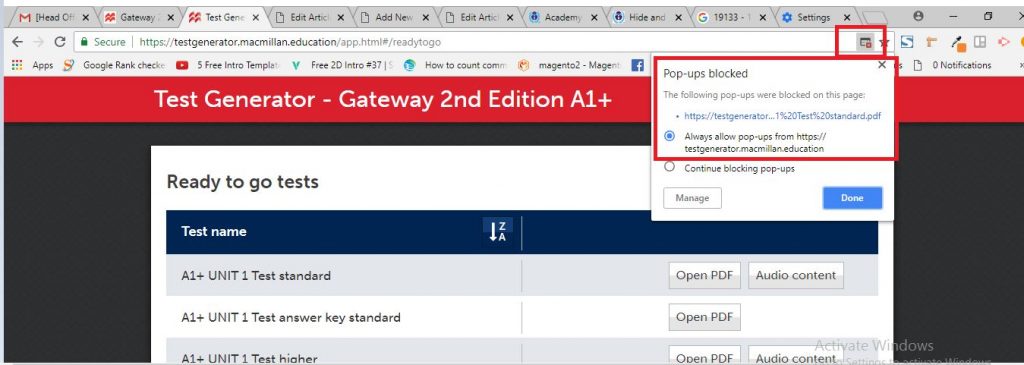 [Head Off
Gateway 2
Test Gene
Edit Artic
Add New
Edit Artic
Academy
Hide and
19133 - 1
Settings
Secure
https://testgenerator.macmillan.education/app.html#/readytogo
Apps
Google Rank checke
5 Free Intro Templat
Free 2D Intro #37 | S
How to count comm
magento2 - Magent
0 Notifications
Test Generator - Gateway 2nd Edition A1+
Pop-ups blocked
The following pop-ups were blocked on this page:
• https://testgenerator...1%20Test%20standard.pdf
Always allow pop-ups from https://
testgenerator.macmillan.education
Continue blocking pop-ups
Manage
Done
Ready to go tests
Test name
Z
A
A1+ UNIT 1 Test standard
Open PDF
Audio content
A1+ UNIT 1 Test answer key standard
Open PDF
A1+ UNIT 1 Test higher
Open PDF
Audio content
Activate Windows
Settings to activate Windows